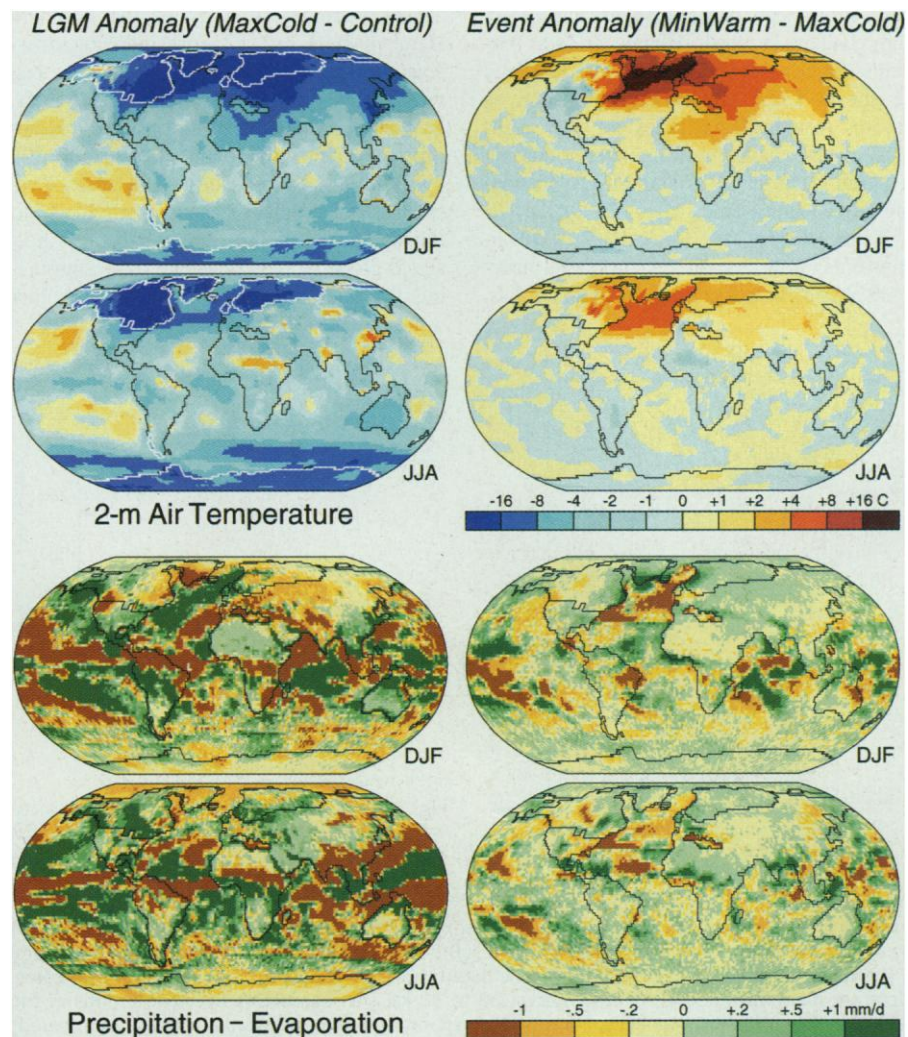 LGM Anomaly (MaxCold - Control)
Event Anomaly (MinWarm - MaxCold)
DJF
DJF
JJA
JJA
2-m Air Temperature
-16 -8 -4 -2 -1 0 +1 +2 +4 +8 +16 C
DJF
DJF
JJA
JJA
Precipitation – Evaporation
-1 -.5 -.2 0 +.2 +.5 +1 mm/d